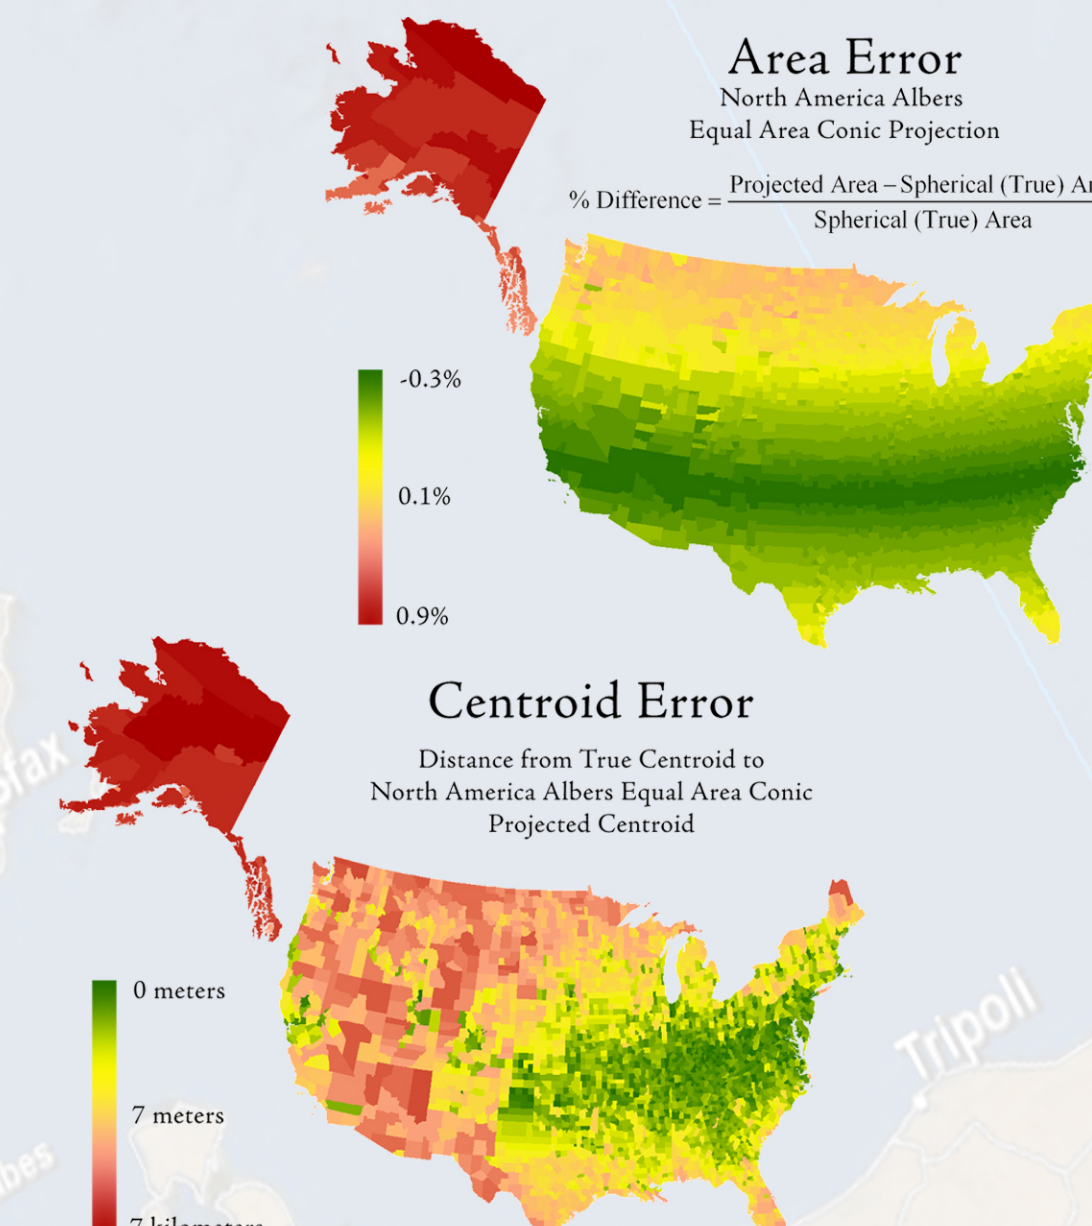 Area Error
North America Albers
Equal Area Conic Projection
% Difference = Projected Area – Spherical (True)
Spherical (True) Area
-0.3%
0.1%
0.9%
Centroid Error
Distance from True Centroid to
North America Albers Equal Area Conic
Projected Centroid
0 meters
7 meters
7 kilometers
Tripoli